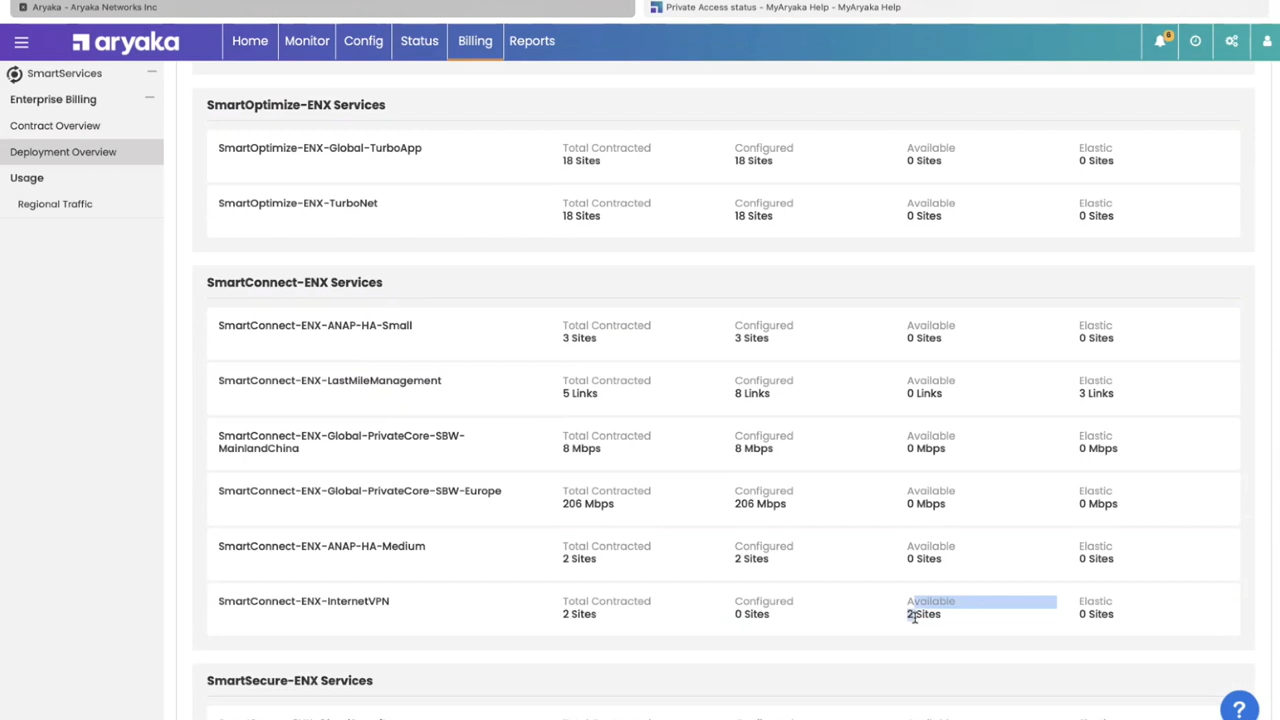 Aryaka - Aryaka Networks Inc
Private Access status - MyAryaka Help - MyAryaka Help
aryaka
Home
Monitor
Config
Status
Billing
Reports
6
SmartServices
Enterprise Billing
Contract Overview
Deployment Overview
Usage
Regional Traffic
SmartOptimize-ENX Services
SmartOptimize-ENX-Global-TurboApp
Total Contracted
18 Sites
Configured
18 Sites
Available
0 Sites
Elastic
0 Sites
SmartOptimize-ENX-TurboNet
Total Contracted
18 Sites
Configured
18 Sites
Available
0 Sites
Elastic
0 Sites
SmartConnect-ENX Services
SmartConnect-ENX-ANAP-HA-Small
Total Contracted
3 Sites
Configured
3 Sites
Available
0 Sites
Elastic
0 Sites
SmartConnect-ENX-LastMileManagement
Total Contracted
5 Links
Configured
8 Links
Available
0 Links
Elastic
3 Links
SmartConnect-ENX-Global-PrivateCore-SBW-
MainlandChina
Total Contracted
8 Mbps
Configured
8 Mbps
Available
0 Mbps
Elastic
0 Mbps
SmartConnect-ENX-Global-PrivateCore-SBW-Europe
Total Contracted
206 Mbps
Configured
206 Mbps
Available
0 Mbps
Elastic
0 Mbps
SmartConnect-ENX-ANAP-HA-Medium
Total Contracted
2 Sites
Configured
2 Sites
Available
0 Sites
Elastic
0 Sites
SmartConnect-ENX-InternetVPN
Total Contracted
2 Sites
Configured
0 Sites
Available
2 Sites
Elastic
0 Sites
SmartSecure-ENX Services
?